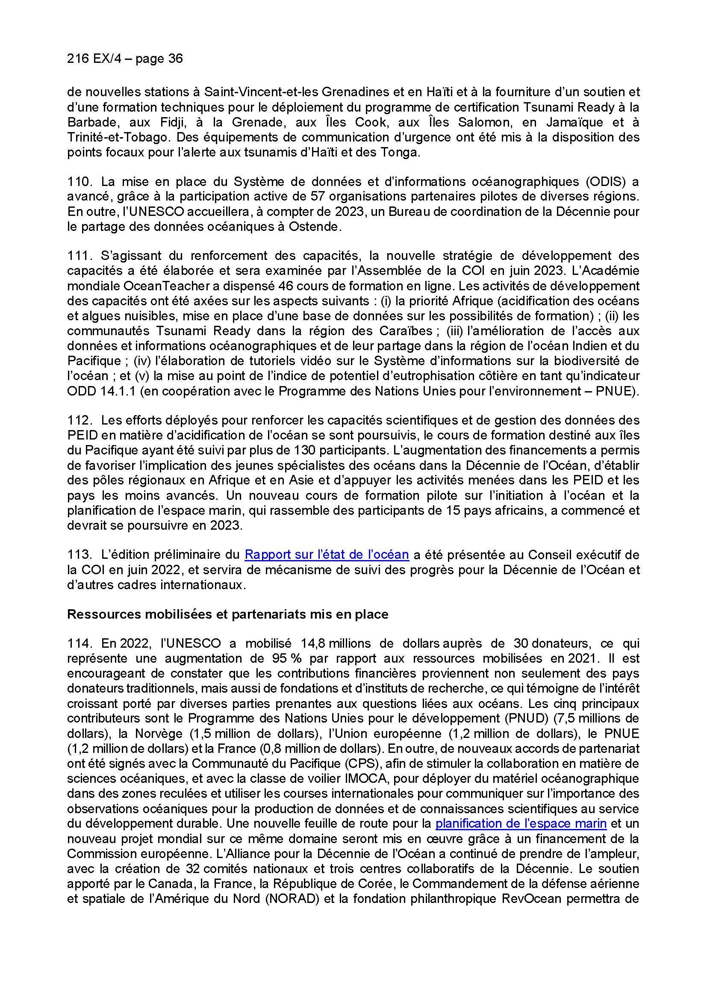 216 EX/4 – page 36
de nouvelles stations à Saint-Vincent-et-les Grenadines et en Haïti et à la fourniture d’un soutien et
d’une formation techniques pour le déploiement du programme de certification Tsunami Ready à la
Barbade, aux Fidji, à la Grenade, aux Îles Cook, aux Îles Salomon, en Jamaïque et à
Trinité-et-Tobago. Des équipements de communication d’urgence ont été mis à la disposition des
points focaux pour l’alerte aux tsunamis d’Haïti et des Tonga.
110. La mise en place du Système de données et d’informations océanographiques (ODIS) a
avancé, grâce à la participation active de 57 organisations partenaires pilotes de diverses régions.
En outre, l’UNESCO accueillera, à compter de 2023, un Bureau de coordination de la Décennie pour
le partage des données océaniques à Ostende.
111. S’agissant du renforcement des capacités, la nouvelle stratégie de développement des
capacités a été élaborée et sera examinée par l’Assemblée de la COI en juin 2023. L’Académie
mondiale OceanTeacher a dispensé 46 cours de formation en ligne. Les activités de développement
des capacités ont été axées sur les aspects suivants : (i) la priorité Afrique (acidification des océans
et algues nuisibles, mise en place d’une base de données sur les possibilités de formation) ; (ii) les
communautés Tsunami Ready dans la région des Caraïbes ; (iii) l’amélioration de l’accès aux
données et informations océanographiques et de leur partage dans la région de l’océan Indien et du
Pacifique ; (iv) l’élaboration de tutoriels vidéo sur le Système d’informations sur la biodiversité de
l’océan ; et (v) la mise au point de l’indice de potentiel d’eutrophisation côtière en tant qu’indicateur
ODD 14.1.1 (en coopération avec le Programme des Nations Unies pour l’environnement – PNUE).
112. Les efforts déployés pour renforcer les capacités scientifiques et de gestion des données des
PEID en matière d’acidification de l’océan se sont poursuivis, le cours de formation destiné aux îles
du Pacifique ayant été suivi par plus de 130 participants. L’augmentation des financements a permis
de favoriser l’implication des jeunes spécialistes des océans dans la Décennie de l’Océan, d’établir
des pôles régionaux en Afrique et en Asie et d’appuyer les activités menées dans les PEID et les
pays les moins avancés. Un nouveau cours de formation pilote sur l’initiation à l’océan et la
planification de l’espace marin, qui rassemble des participants de 15 pays africains, a commencé et
devrait se poursuivre en 2023.
113. L’édition préliminaire du Rapport sur l’état de l’océan a été présentée au Conseil exécutif de
la COI en juin 2022, et servira de mécanisme de suivi des progrès pour la Décennie de l’Océan et
d’autres cadres internationaux.
Ressources mobilisées et partenariats mis en place
114. En 2022, l’UNESCO a mobilisé 14,8 millions de dollars auprès de 30 donateurs, ce qui
représente une augmentation de 95 % par rapport aux ressources mobilisées en 2021. Il est
encourageant de constater que les contributions financières proviennent non seulement des pays
donateurs traditionnels, mais aussi de fondations et d’instituts de recherche, ce qui témoigne de l’intérêt
croissant porté par diverses parties prenantes aux questions liées aux océans. Les cinq principaux
contributeurs sont le Programme des Nations Unies pour le développement (PNUD) (7,5 millions de
dollars), la Norvège (1,5 million de dollars), l’Union européenne (1,2 million de dollars), le PNUE
(1,2 million de dollars) et la France (0,8 million de dollars). En outre, de nouveaux accords de partenariat
ont été signés avec la Communauté du Pacifique (CPS), afin de stimuler la collaboration en matière de
sciences océaniques, et avec la classe de voilier IMOCA, pour déployer du matériel océanographique
dans des zones reculées et utiliser les courses internationales pour communiquer sur l’importance des
observations océaniques pour la production de données et de connaissances scientifiques au service
du développement durable. Une nouvelle feuille de route pour la planification de l’espace marin et un
nouveau projet mondial sur ce même domaine seront mis en œuvre grâce à un financement de la
Commission européenne. L’Alliance pour la Décennie de l’Océan a continué de prendre de l’ampleur,
avec la création de 32 comités nationaux et trois centres collaboratifs de la Décennie. Le soutien
apporté par le Canada, la France, la République de Corée, le Commandement de la défense aérienne
et spatiale de l’Amérique du Nord (NORAD) et la fondation philanthropique RevOcean permettra de